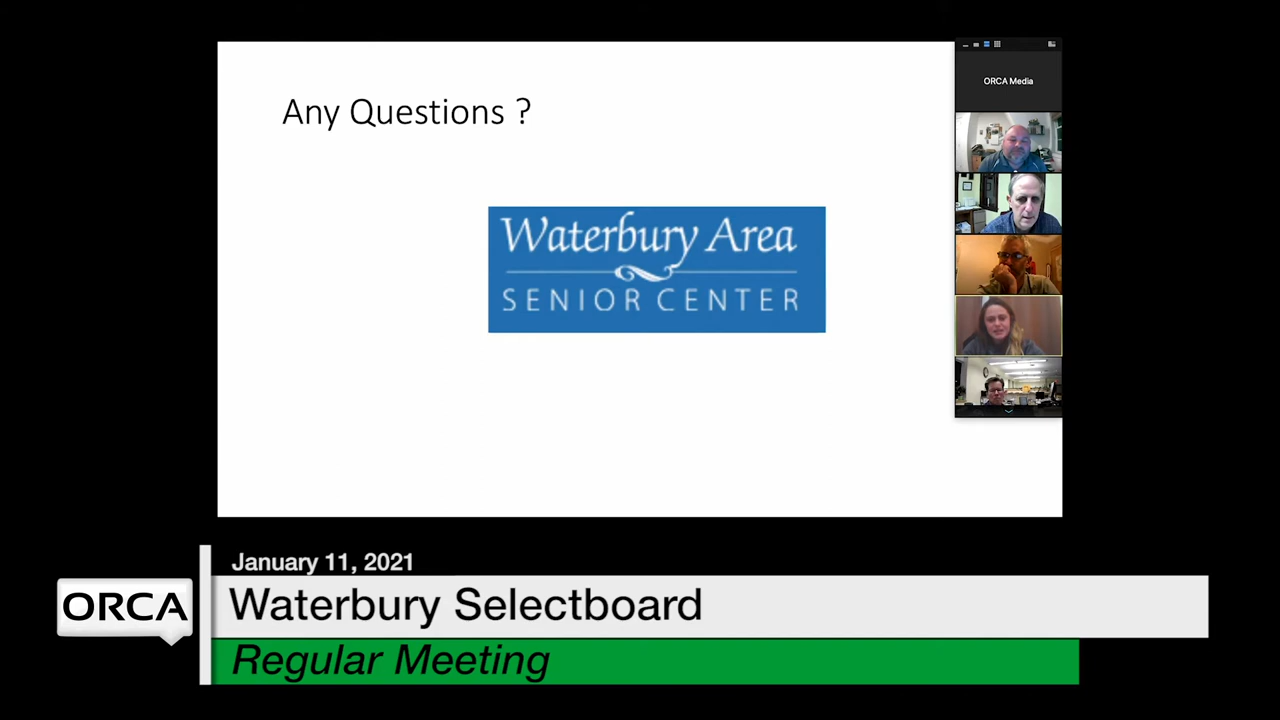 Any Questions ?
ORCA Media
Waterbury Area
SENIOR CENTER
January 11, 2021
ORCA
Waterbury Selectboard
Regular Meeting